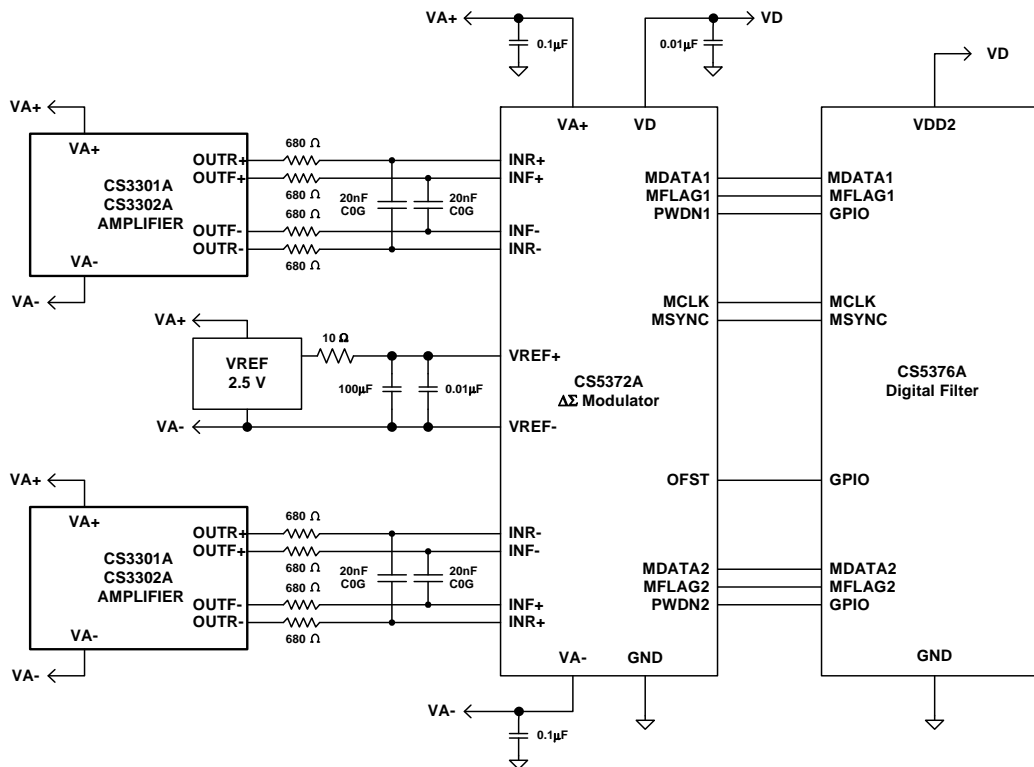 VA+
0.1µF
0.01µF
VD
VD
VA+
VA+
CS3301A
CS3302A
AMPLIFIER
VA-
VA-
OUTR+
OUTF+
OUTF-
OUTR-
680 Ω
680 Ω
680 Ω
680 Ω
20nF
C0G
20nF
C0G
INR+
INF+
INF-
INR-
VA+
VD
VDD2
MDATA1
MFLAG1
PWDN1
MDATA1
MFLAG1
GPIO
MCLK
MSYNC
MCLK
MSYNC
VA+
VREF
2.5 V
VA-
10 Ω
100µF
0.01µF
VREF+
VREF-
CS5372A
ΔΣ Modulator
CS5376A
Digital Filter
OFST
GPIO
VA+
VA+
CS3301A
CS3302A
AMPLIFIER
VA-
VA-
OUTR+
OUTF+
OUTF-
OUTR-
680 Ω
680 Ω
680 Ω
680 Ω
20nF
C0G
20nF
C0G
INR-
INF-
INF+
INR+
MDATA2
MFLAG2
PWDN2
MDATA2
MFLAG2
GPIO
VA-
GND
GND
VA-
0.1µF